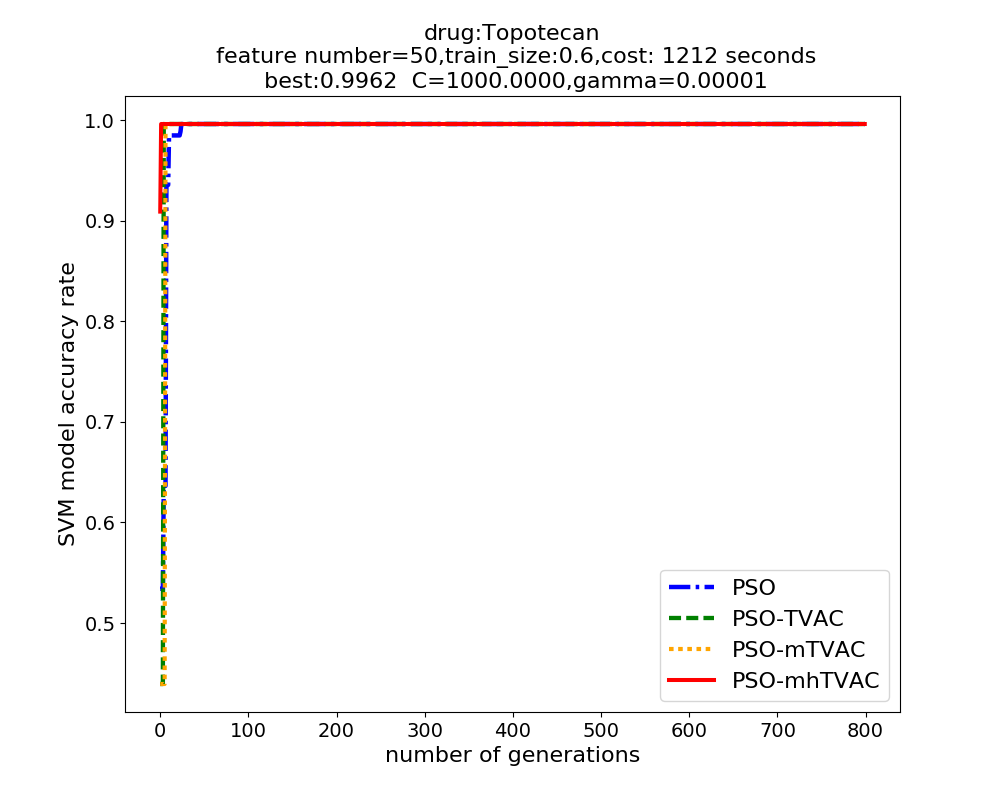 drug:Topotecan
feature number=50,train_size:0.6,cost: 1212 seconds
best:0.9962  C=1000.0000,gamma=0.00001
1.0
0.9
0.8
0.7
0.6
0.5
SVM model accuracy rate
PSO
PSO-TVAC
PSO-mTVAC
PSO-mhTVAC
0 100 200 300 400 500 600 700 800
number of generations